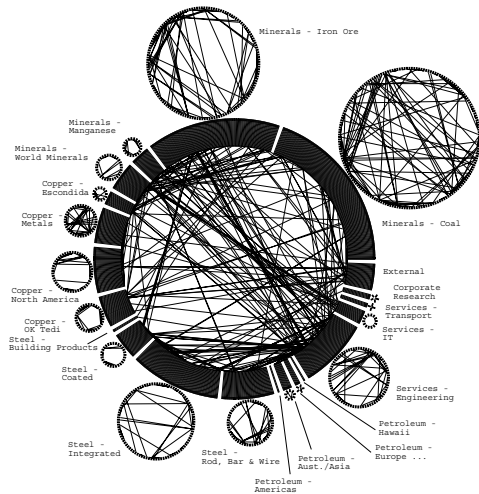 Minerals - Iron Ore
Minerals -
Manganese
Minerals -
World Minerals
Copper -
Escondida
Copper -
Metals
Minerals - Coal
External
Corporate
Research
Services -
Transport
Services -
IT
Copper -
North America
Copper -
OK Tedi
Steel -
Building Products
Steel -
Coated
Services -
Engineering
Steel -
Integrated
Steel -
Rod, Bar & Wire
Petroleum -
Hawaii
Petroleum -
Europe ...
Petroleum -
Aust./Asia
Petroleum -
Americas